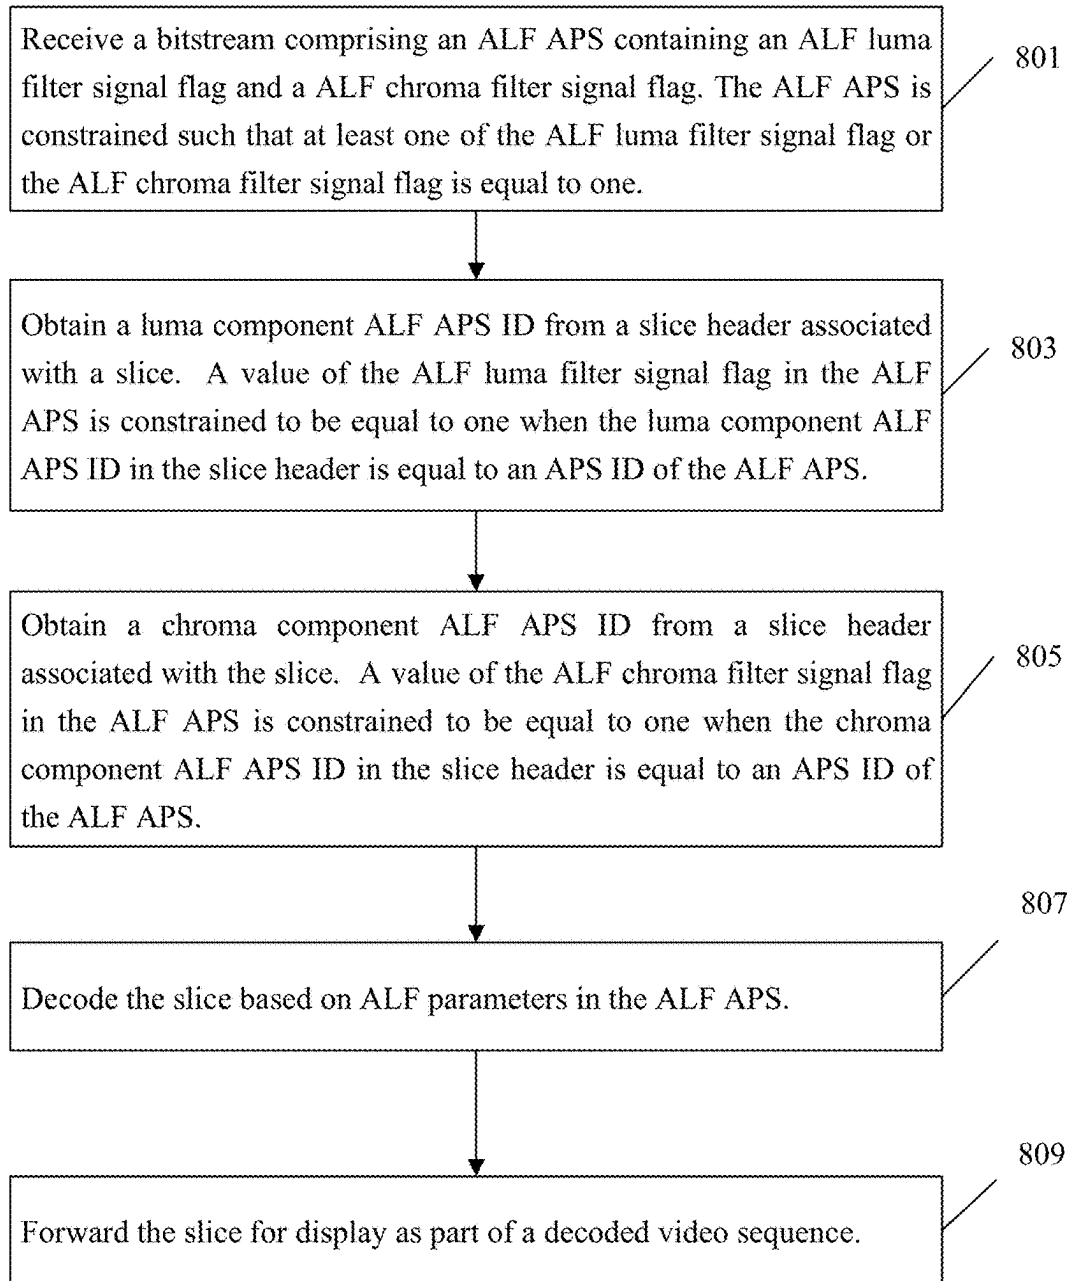 Receive a bitstream comprising an ALF APS containing an ALF luma
filter signal flag and a ALF chroma filter signal flag. The ALF APS is
constrained such that at least one of the ALF luma filter signal flag or
the ALF chroma filter signal flag is equal to one.
801
Obtain a luma component ALF APS ID from a slice header associated
with a slice. A value of the ALF luma filter signal flag in the ALF
APS is constrained to be equal to one when the luma component ALF
APS ID in the slice header is equal to an APS ID of the ALF APS.
803
Obtain a chroma component ALF APS ID from a slice header
associated with the slice. A value of the ALF chroma filter signal flag
in the ALF APS is constrained to be equal to one when the chroma
component ALF APS ID in the slice header is equal to an APS ID of
the ALF APS.
805
Decode the slice based on ALF parameters in the ALF APS.
807
Forward the slice for display as part of a decoded video sequence.
809